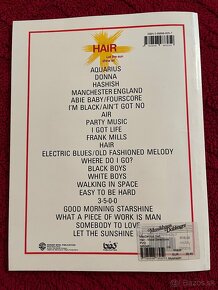 HAIR
AQUARIUS
DONNA
HASHISH
MANCHESTER ENGLAND
ABIE BABY/FOURSCORE
I'M BLACK/AIN'T GOT NO
AIR
PARTY MUSIC
I GOT LIFE
FRANK MILLS
HAIR
ELECTRIC BLUES/OLD FASHIONED MELODY
WHERE DO I GO?
BLACK BOYS
WHITE BOYS
WALKING IN SPACE
EASY TO BE HARD
3-5-0-0
GOOD MORNING STARSHINE
WHAT A PIECE OF WORK IS MAN
SOMEBODY TO LOVE
LET THE SUNSHINE
bazos.sk